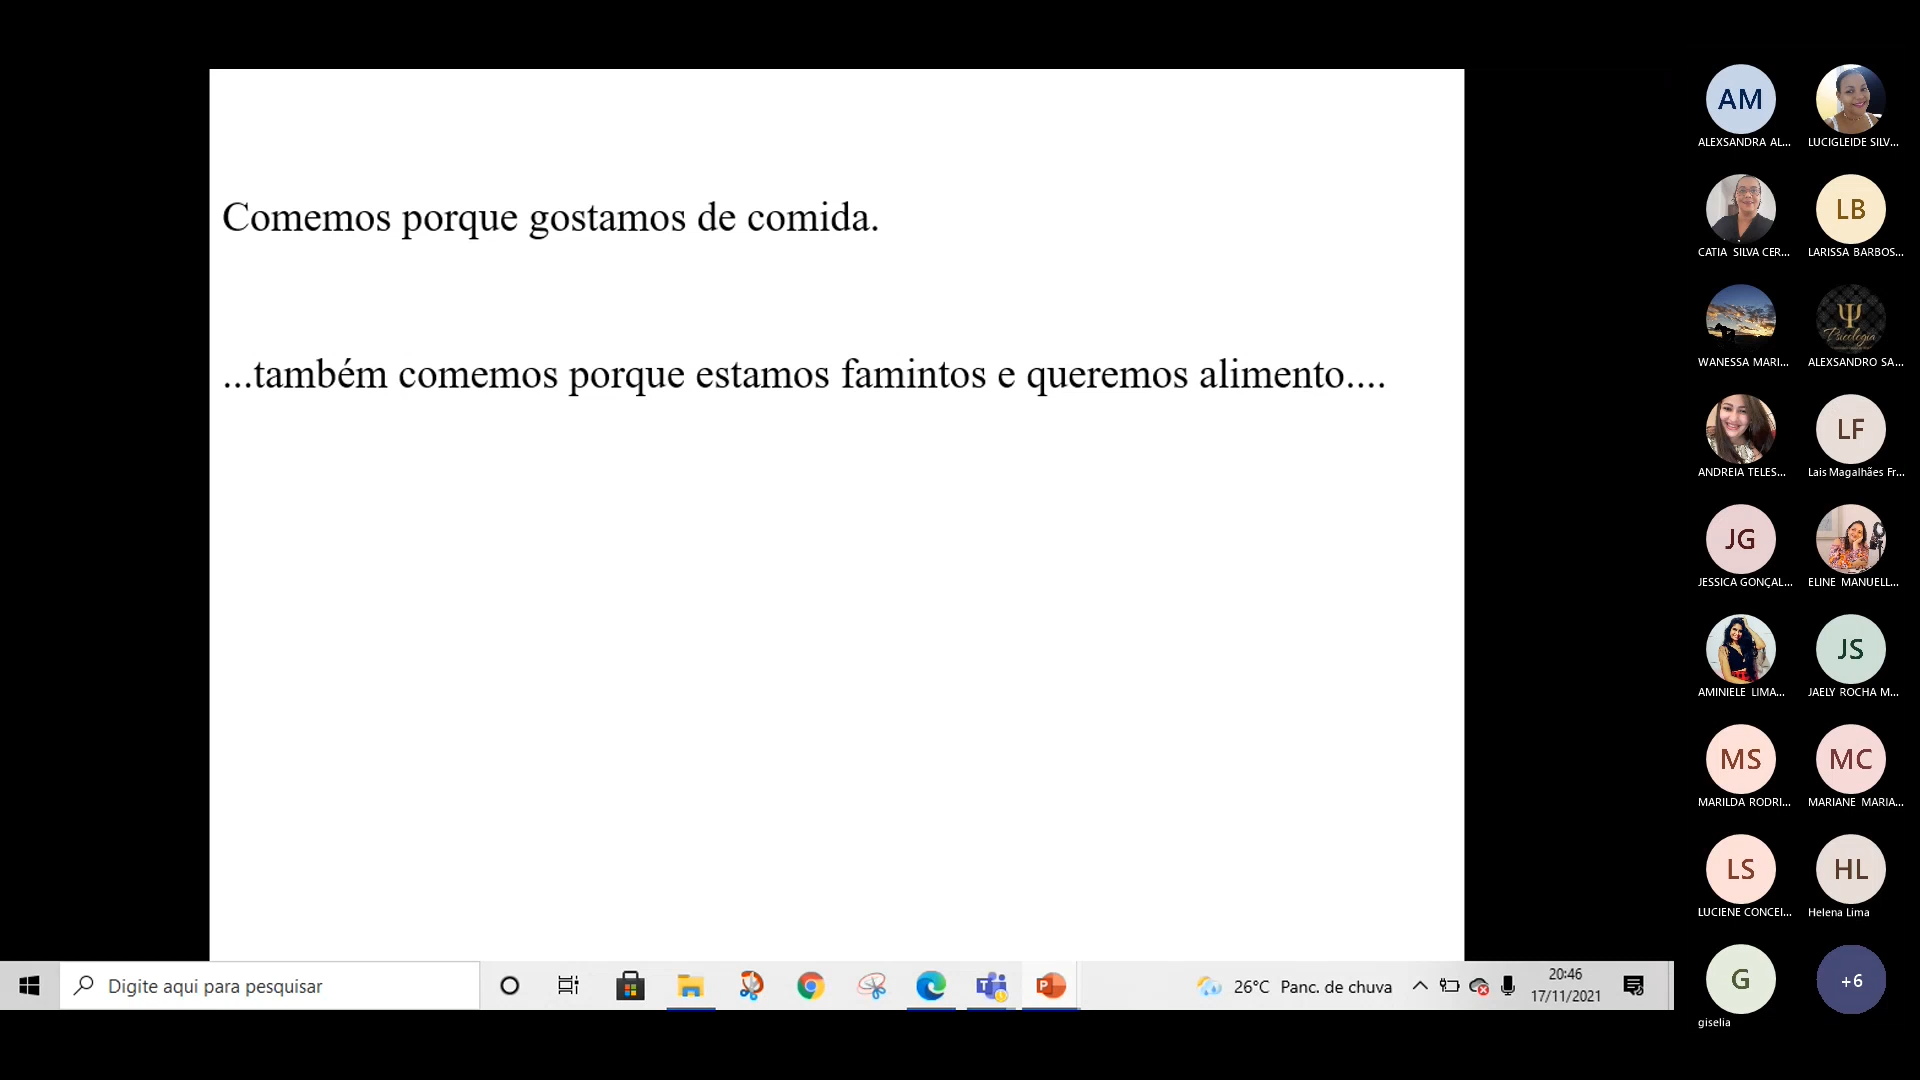 Comemos porque gostamos de comida.
...também comemos porque estamos famintos e queremos alimento....
AM
ALEXSANDRA AL...
LUCIGLEIDE SILV...
CATIA SILVA CER...
LB
LARISSA BARBOS...
WANESSA MARI...
Ψ
Psicologia
ALEXSANDRO SA...
ANDREIA TELES...
LF
Lais Magalhães Fr...
JG
JESSICA GONÇAL...
ELINE MANUELL...
AMINIELE LIMA...
JS
JAELY ROCHA M...
MS
MARILDA RODRI...
MC
MARIANE MARIA...
LS
LUCIENE CONCEI...
HL
Helena Lima
G
giselia
+6
Digite aqui para pesquisar
26°C Panc. de chuva
20:46
17/11/2021